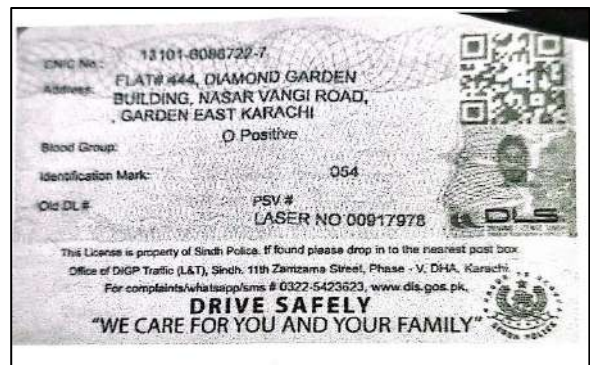 CNIC No.: 13101-6086722-7
Address: FLAT# 444, DIAMOND GARDEN
BUILDING, NASAR VANGI ROAD,
, GARDEN EAST KARACHI
Blood Group: O Positive
Identification Mark: 054
Old DL # PSV #
LASER NO 00917978
DLS
This License is property of Sindh Police. If found please drop in to the nearest post box
Office of DIGP Traffic (L&T), Sindh. 11th Zamzama Street, Phase - V. DHA, Karachi.
For complaints/whatsapp/sms # 0322-5423623, www.dls.gos.pk,
DRIVE SAFELY
"WE CARE FOR YOU AND YOUR FAMILY"
SINDH POLICE